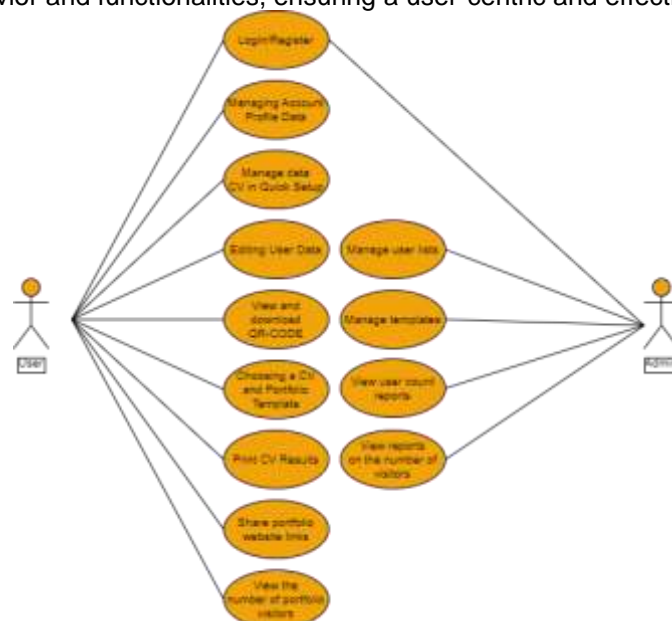 vior and functionalities, ensuring a user-centric and effect
Login/Register
Managing Account
Profile Data
Manage data
CV in Quick Setup
Editing User Data
Manage user lists
View and
download
QR-CODE
Manage templates
User
Admi
Choosing a CV
and Portfolio
Template
View user count
reports
Print CV Results
View reports
on the number of
visitors
Share portfolio
website links
View the
number of portfolio
visitors